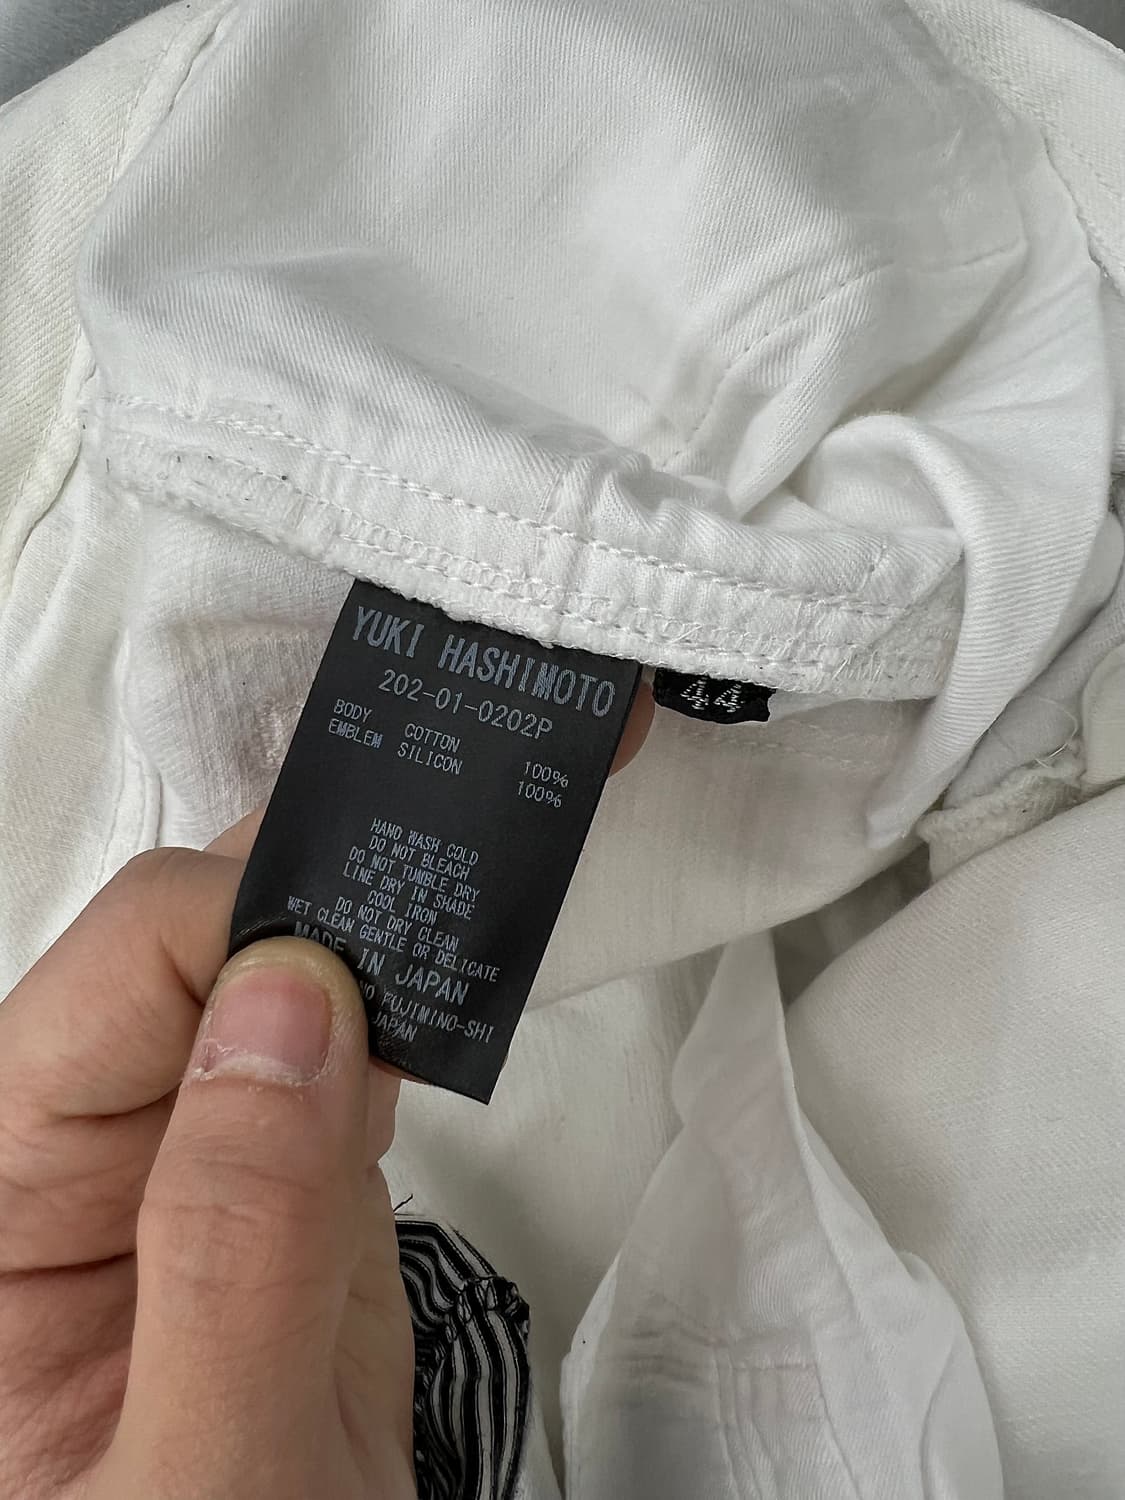 YUKI HASHIMOTO
44
202-01-0202P
BODY COTTON 100%
EMBLEM SILICON 100%
HAND WASH COLD
DO NOT BLEACH
DO NOT TUMBLE DRY
LINE DRY IN SHADE
COOL IRON
DO NOT DRY CLEAN
WET CLEAN GENTLE OR DELICATE
MADE IN JAPAN
FUJIMINO-SHI
JAPAN